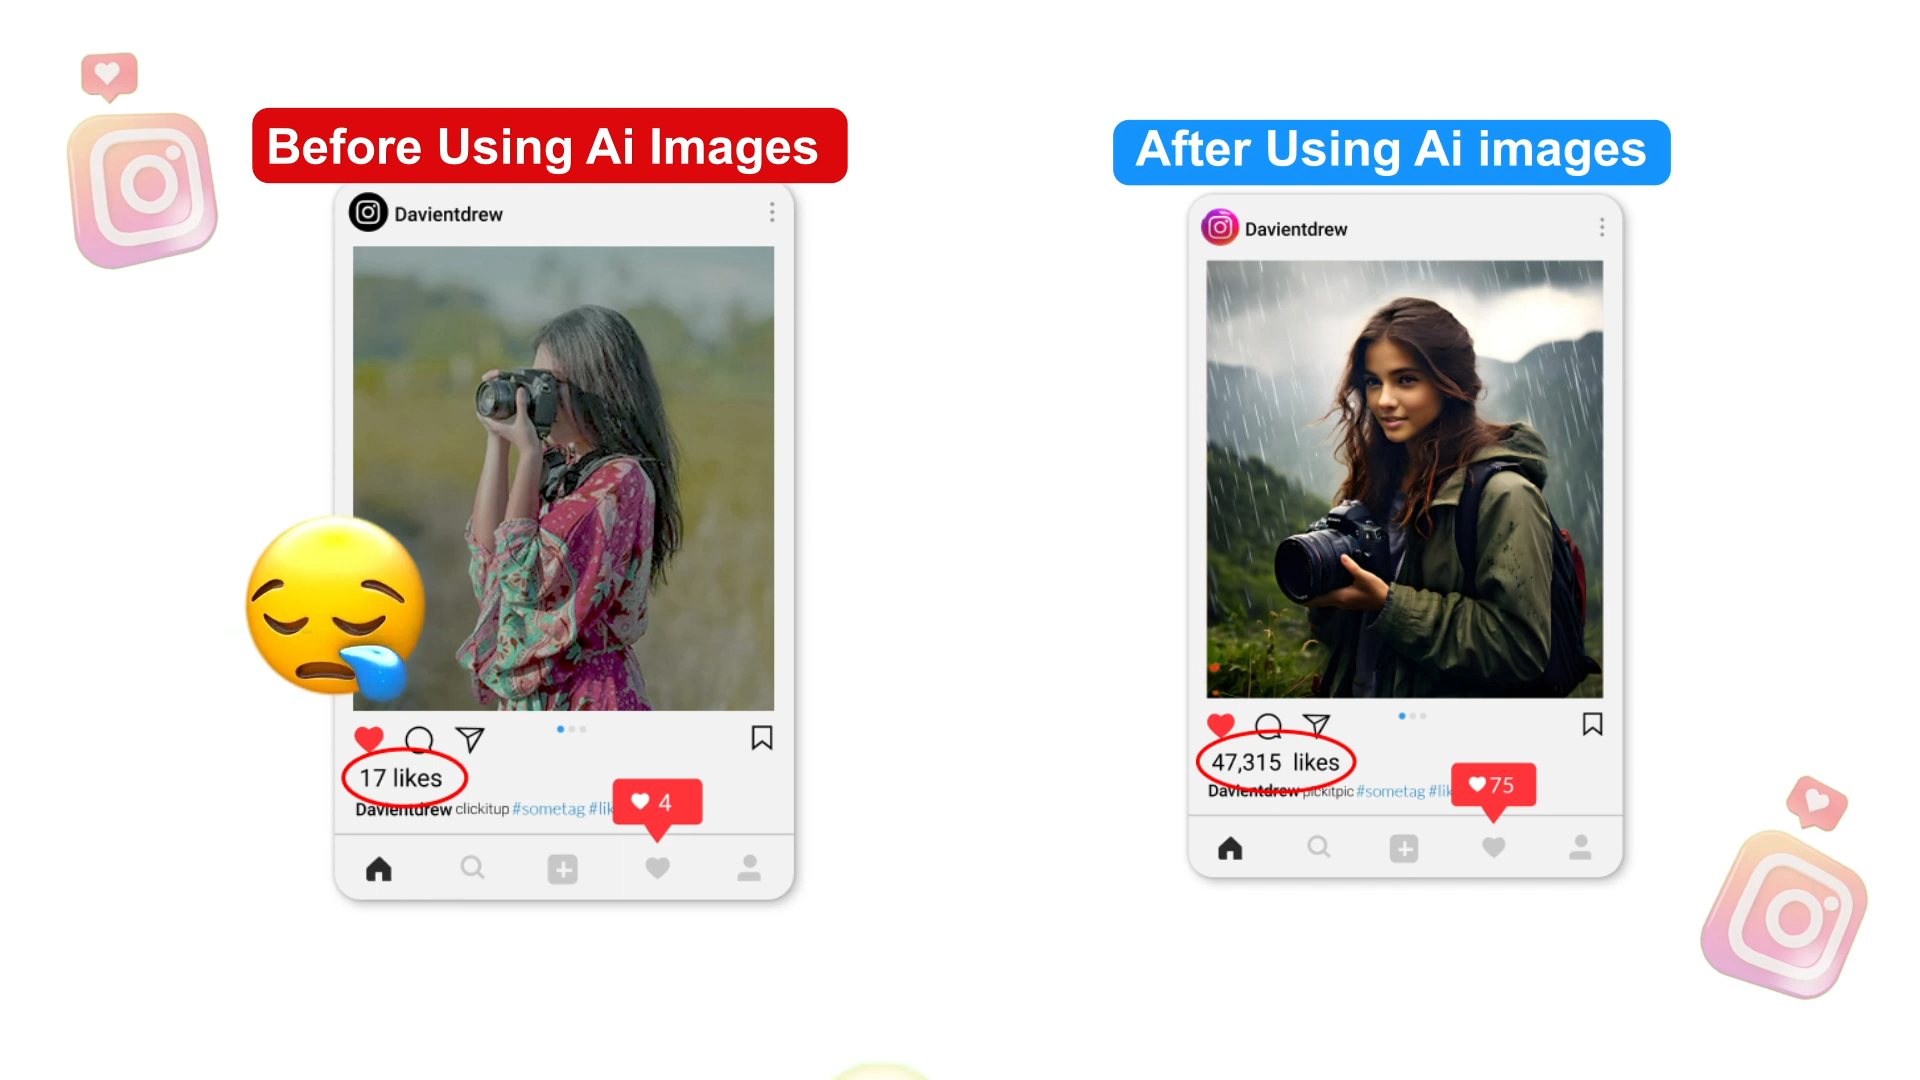 Before Using Ai Images
Davientdrew
17 likes
Davientdrew clickitup #sometag #lik
4
After Using Ai images
Davientdrew
47,315 likes
Davientdrew pickitpic #sometag #lik
75